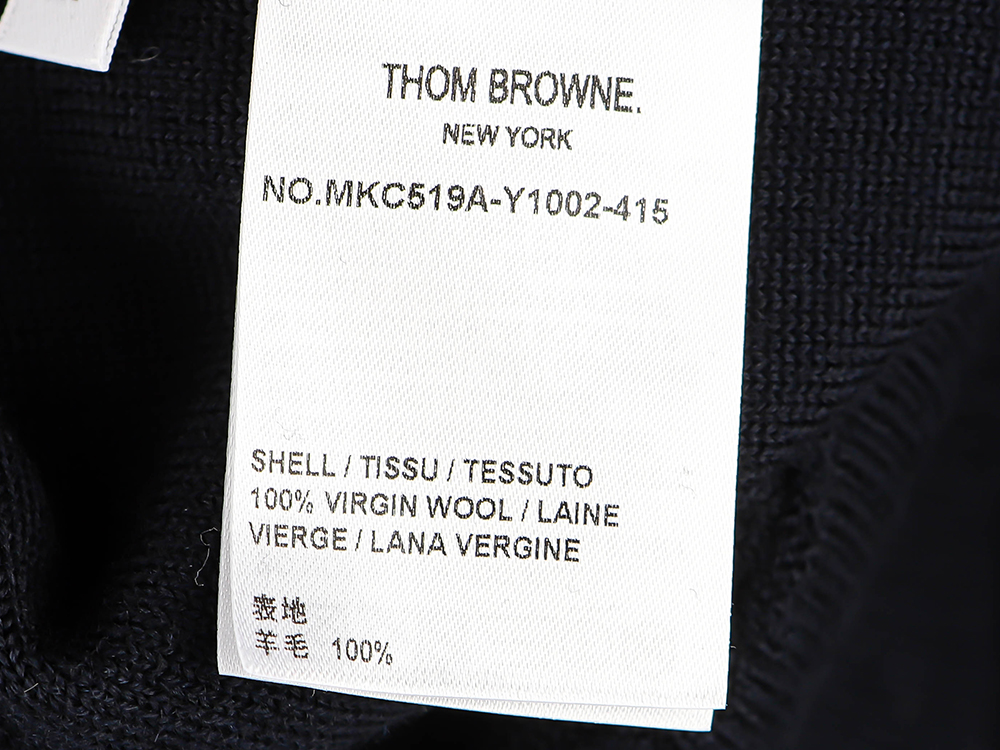 THOM BROWNE.
NEW YORK
NO.MKC519A-Y1002-415
SHELL / TISSU / TESSUTO
100% VIRGIN WOOL / LAINE
VIERGE / LANA VERGINE
表地
羊毛 100%